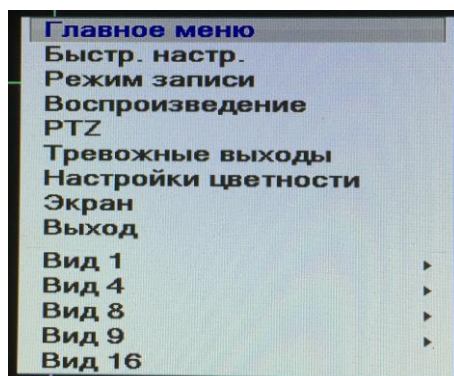 Главное меню
Быстр. настр.
Режим записи
Воспроизведение
PTZ
Тревожные выходы
Настройки цветности
Экран
Выход
Вид 1
Вид 4
Вид 8
Вид 9
Вид 16